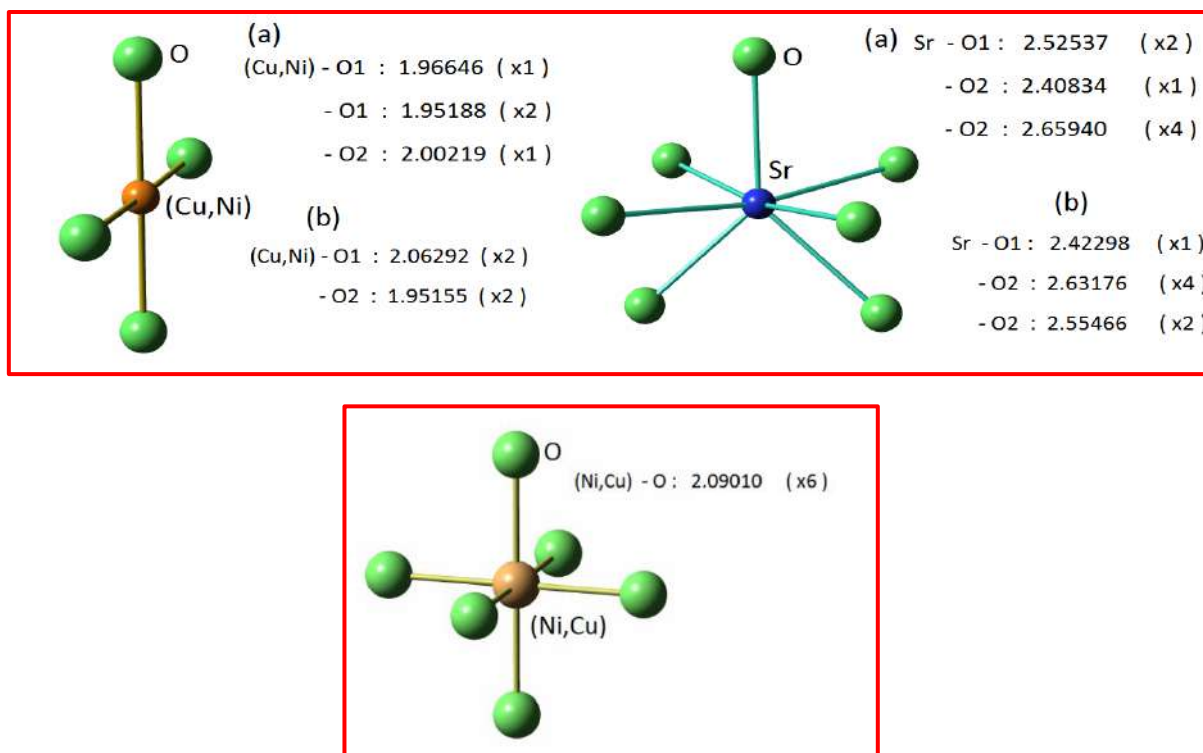 O
(a)
(Cu,Ni) - O1 : 1.96646 ( x1 )
- O1 : 1.95188 ( x2 )
- O2 : 2.00219 ( x1 )
(Cu,Ni)
(b)
(Cu,Ni) - O1 : 2.06292 ( x2 )
- O2 : 1.95155 ( x2 )
O
Sr
(a) Sr - O1 : 2.52537 ( x2 )
- O2 : 2.40834 ( x1 )
- O2 : 2.65940 ( x4 )
(b)
Sr - O1 : 2.42298 ( x1 )
- O2 : 2.63176 ( x4 )
- O2 : 2.55466 ( x2 )
O
(Ni,Cu) - O : 2.09010 ( x6 )
(Ni,Cu)